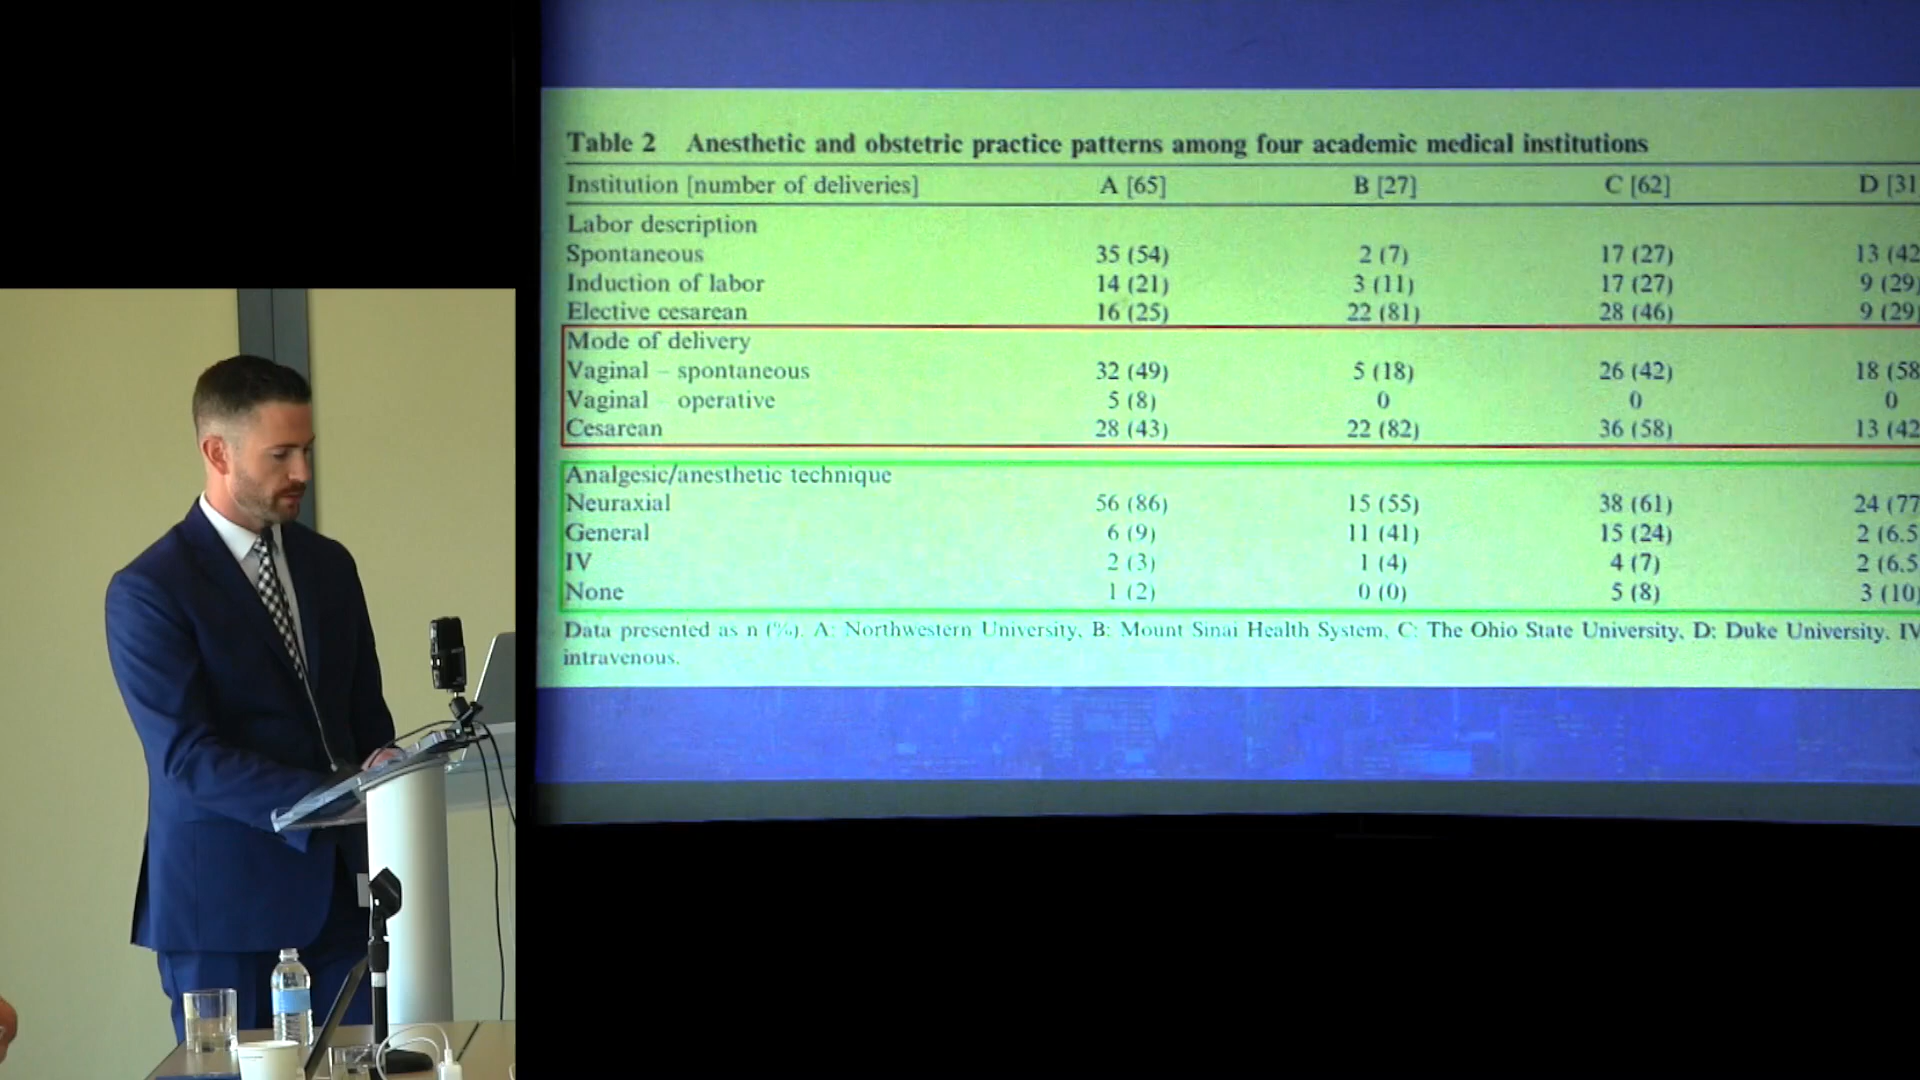 Table 2 Anesthetic and obstetric practice patterns among four academic medical institutions
Institution [number of deliveries] A [65] B [27] C [62] D [31
Labor description
Spontaneous 35 (54) 2 (7) 17 (27) 13 (42
Induction of labor 14 (21) 3 (11) 17 (27) 9 (29)
Elective cesarean 16 (25) 22 (81) 28 (46) 9 (29)
Mode of delivery
Vaginal – spontaneous 32 (49) 5 (18) 26 (42) 18 (58
Vaginal operative 5 (8) 0 0 0
Cesarean 28 (43) 22 (82) 36 (58) 13 (42
Analgesic/anesthetic technique
Neuraxial 56 (86) 15 (55) 38 (61) 24 (77
General 6 (9) 11 (41) 15 (24) 2 (6.5
IV 2 (3) 1 (4) 4 (7) 2 (6.5
None 1 (2) 0 (0) 5 (8) 3 (10)
Data presented as n (%). A: Northwestern University, B: Mount Sinai Health System, C: The Ohio State University, D: Duke University. IV
intravenous.